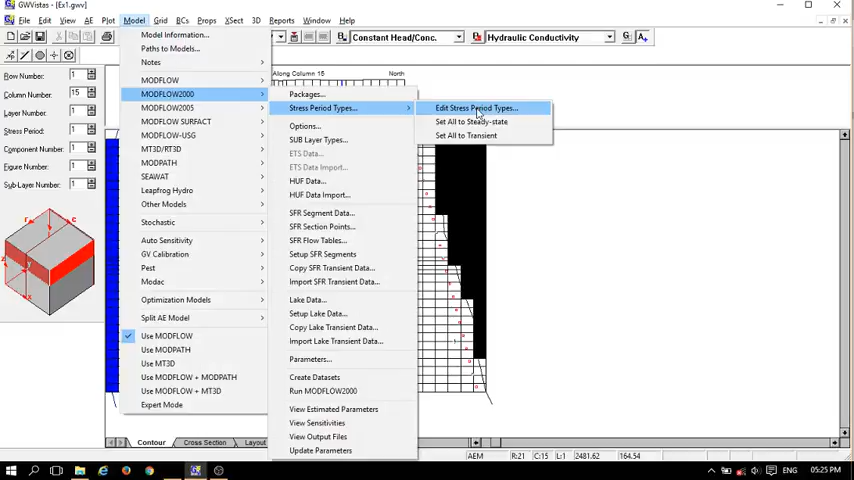 GWVistas - [Ex1.gwv]
File Edit View AE Plot Model Grid BCs Props XSect 3D Reports Window Help
Constant Head/Conc. Hydraulic Conductivity
Row Number: 1
Column Number: 15
Layer Number: 1
Stress Period: 1
Component Number: 1
Figure Number: 1
Sub-Layer Number: 1
Along Column 15 North
Model Information...
Paths to Models...
Notes
MODFLOW
MODFLOW2000
MODFLOW2005
MODFLOW SURFACT
MODFLOW-USG
MT3D/RT3D
MODPATH
SEAWAT
Leapfrog Hydro
Other Models
Stochastic
Auto Sensitivity
GV Calibration
Pest
Modac
Optimization Models
Split AE Model
Use MODFLOW
Use MODPATH
Use MT3D
Use MODFLOW + MODPATH
Use MODFLOW + MT3D
Expert Mode
Packages...
Stress Period Types...
Options...
SUB Layer Types...
ETS Data...
ETS Data Import...
HUF Data...
HUF Data Import...
SFR Segment Data...
SFR Section Points...
SFR Flow Tables...
Setup SFR Segments
Copy SFR Transient Data...
Import SFR Transient Data...
Lake Data...
Setup Lake Data...
Copy Lake Transient Data...
Import Lake Transient Data...
Parameters...
Create Datasets
Run MODFLOW2000
View Estimated Parameters
View Sensitivities
View Output Files
Update Parameters
Edit Stress Period Types...
Set All to Steady-state
Set All to Transient
Contour Cross Section Layout
AEM R:21 C:15 L:1 2481.62 164.54
ENG 05:25 PM